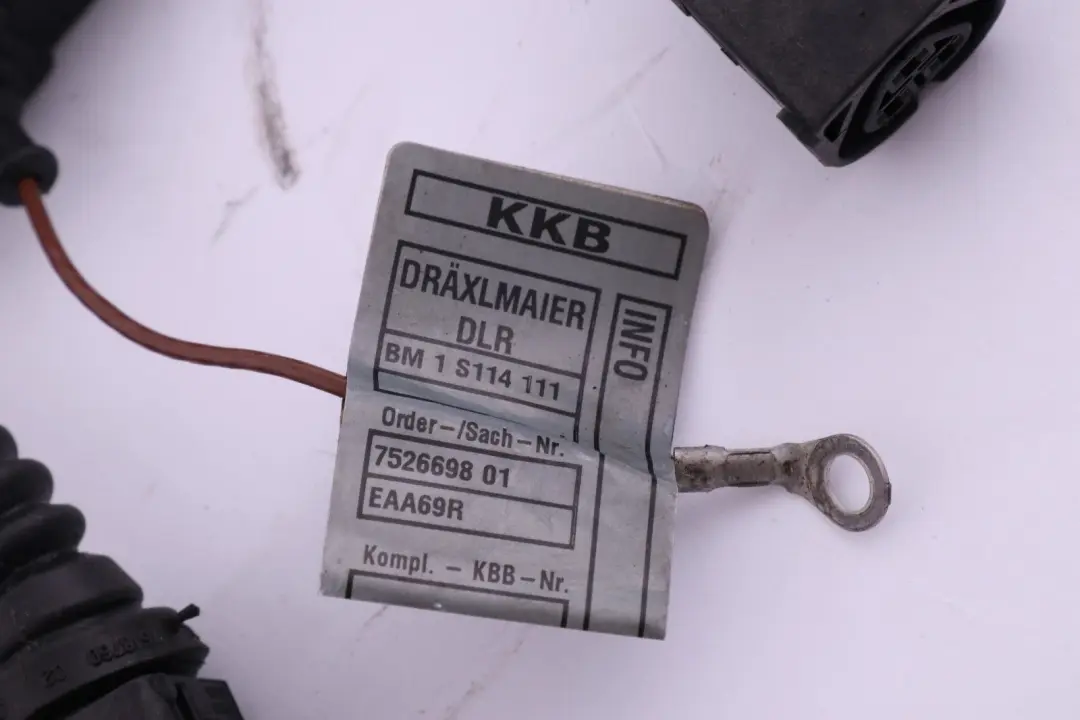 KKB
DRÄXLMAIER
DLR
BM 1 S114 111
INFO
Order-/Sach-Nr.
7526698 01
EAA69R
Kompl. - KBB-Nr.